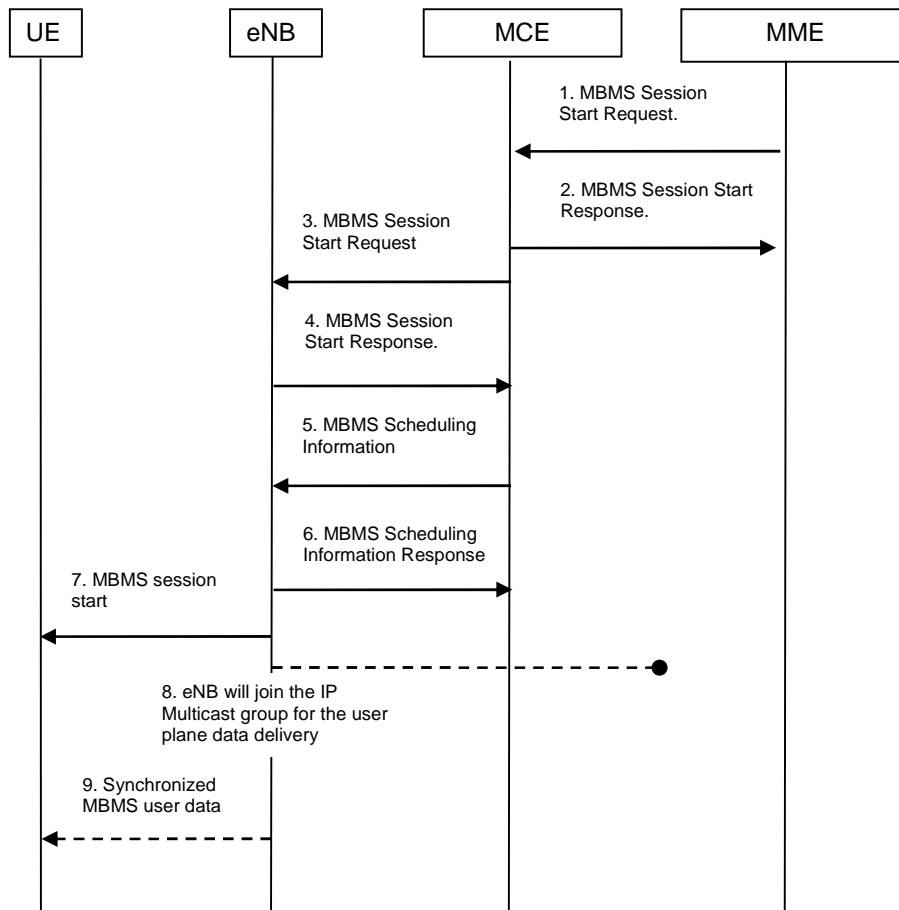 UE
eNB
MCE
MME
1. MBMS Session
Start Request.
2. MBMS Session Start
Response.
3. MBMS Session
Start Request
4. MBMS Session
Start Response.
5. MBMS Scheduling
Information
6. MBMS Scheduling
Information Response
7. MBMS session
start
8. eNB will join the IP
Multicast group for the user
plane data delivery
9. Synchronized
MBMS user data